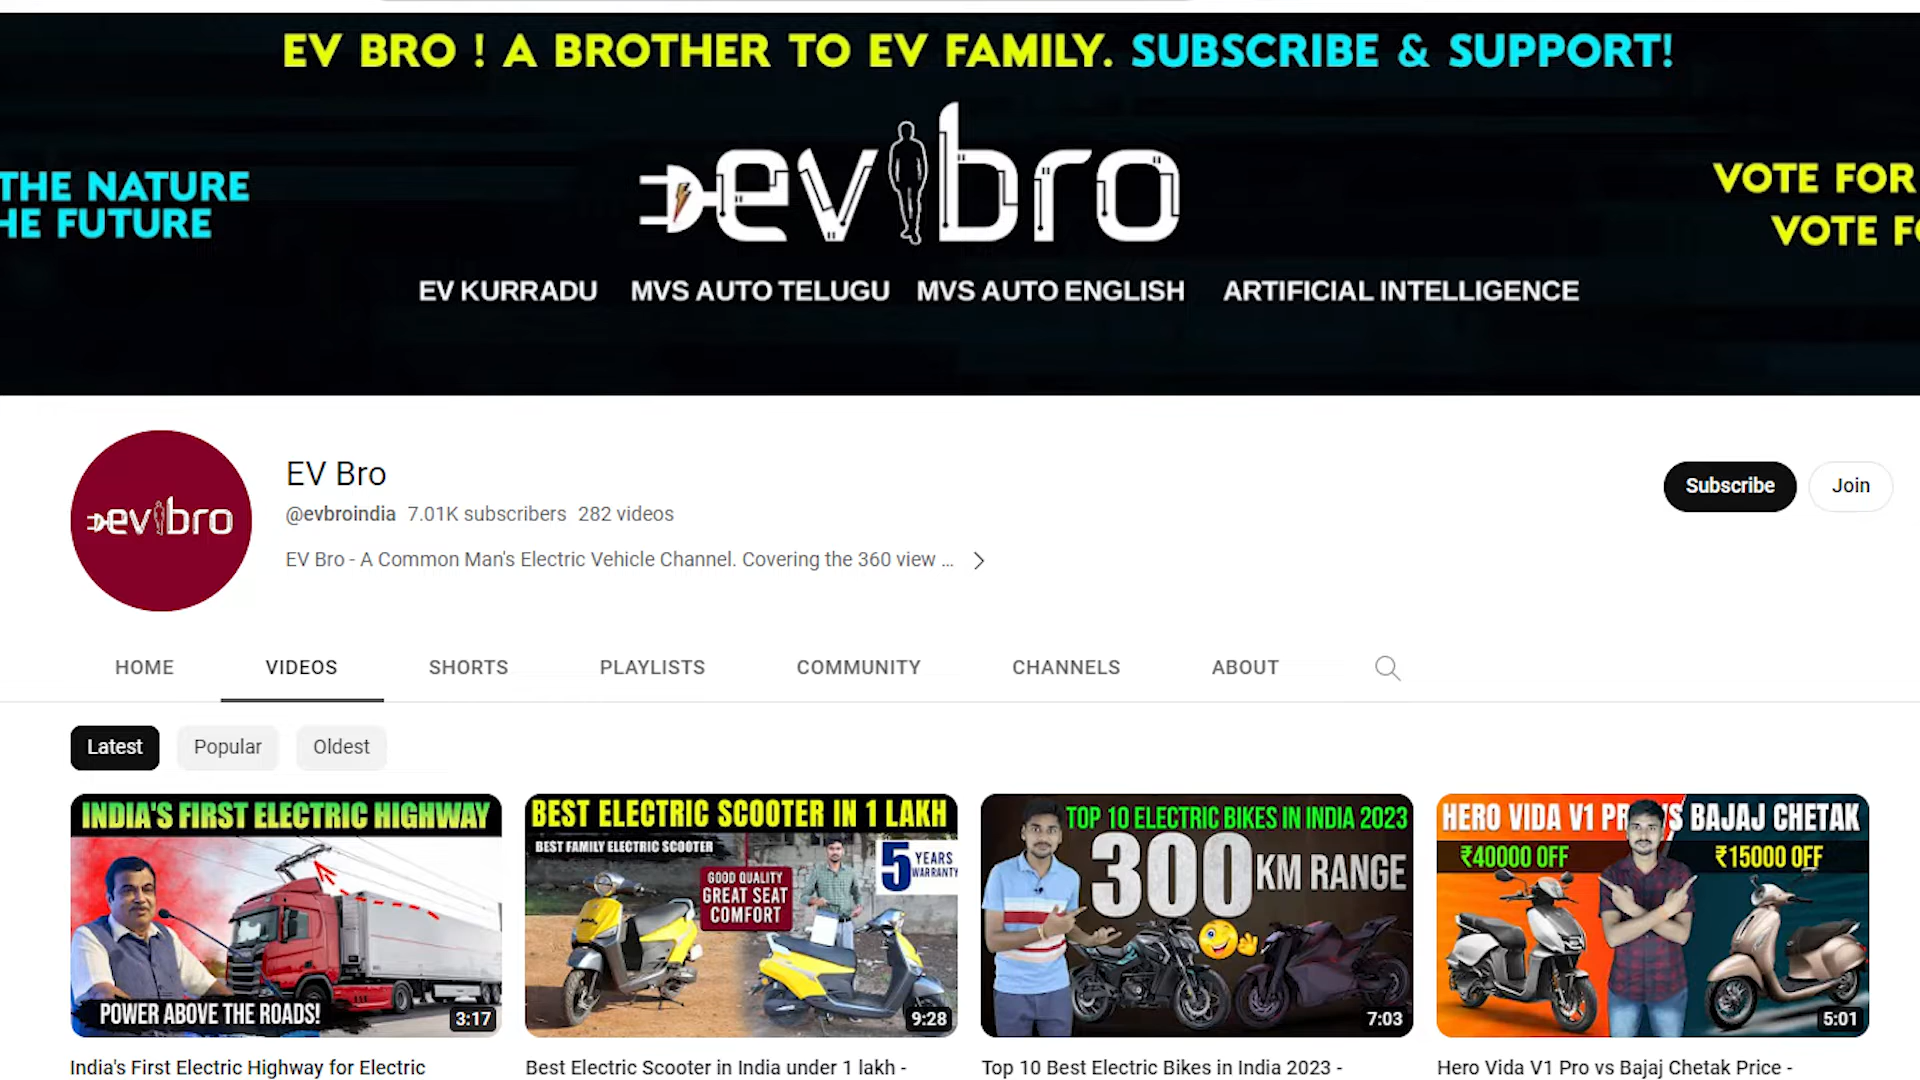 EV BRO ! A BROTHER TO EV FAMILY. SUBSCRIBE & SUPPORT!
THE NATURE
HE FUTURE
ev bro
VOTE FOR
VOTE FO
EV KURRADU MVS AUTO TELUGU MVS AUTO ENGLISH ARTIFICIAL INTELLIGENCE
ev bro
EV Bro
@evbroindia 7.01K subscribers 282 videos
EV Bro - A Common Man's Electric Vehicle Channel. Covering the 360 view ...
Subscribe
Join
HOME VIDEOS SHORTS PLAYLISTS COMMUNITY CHANNELS ABOUT
Latest Popular Oldest
INDIA'S FIRST ELECTRIC HIGHWAY
POWER ABOVE THE ROADS!
3:17
India's First Electric Highway for Electric
BEST ELECTRIC SCOOTER IN 1 LAKH
BEST FAMILY ELECTRIC SCOOTER
GOOD QUALITY
GREAT SEAT
COMFORT
5 YEARS
WARRANTY
9:28
Best Electric Scooter in India under 1 lakh -
TOP 10 ELECTRIC BIKES IN INDIA 2023
300 KM RANGE
7:03
Top 10 Best Electric Bikes in India 2023 -
HERO VIDA V1 PR VS BAJAJ CHETAK
₹40000 OFF
₹15000 OFF
5:01
Hero Vida V1 Pro vs Bajaj Chetak Price -